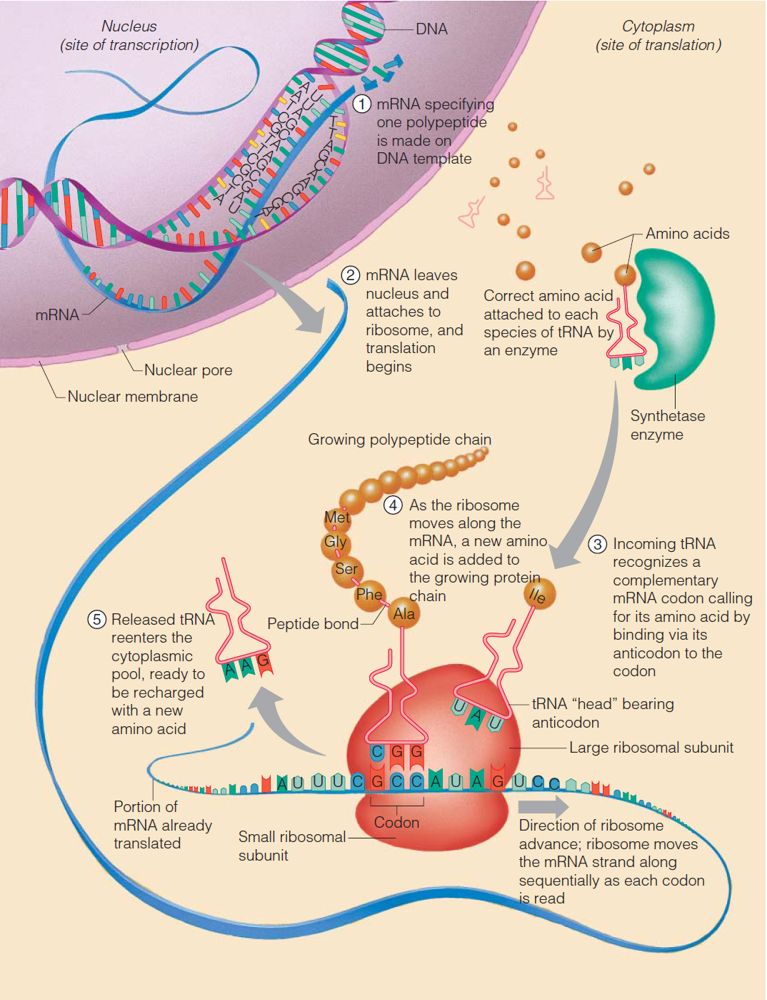 Nucleus
(site of transcription)
DNA
Cytoplasm
(site of translation)
1 mRNA specifying
one polypeptide
is made on
DNA template
Amino acids
2 mRNA leaves
nucleus and
attaches to
ribosome, and
translation
begins
Correct amino acid
attached to each
species of tRNA by
an enzyme
mRNA
Nuclear pore
Nuclear membrane
Synthetase
enzyme
Growing polypeptide chain
4 As the ribosome
moves along the
mRNA, a new amino
acid is added to
the growing protein
chain
Met
Gly
Ser
Phe
Ala
Ile
3 Incoming tRNA
recognizes a
complementary
mRNA codon calling
for its amino acid by
binding via its
anticodon to the
codon
5 Released tRNA
reenters the
cytoplasmic
pool, ready to
be recharged
with a new
amino acid
Peptide bond
A A G
U A U
tRNA “head” bearing
anticodon
Large ribosomal subunit
C G G
A U U U C G C C A U A G U C C
Codon
Portion of
mRNA already
translated
Small ribosomal
subunit
Direction of ribosome
advance; ribosome moves
the mRNA strand along
sequentially as each codon
is read